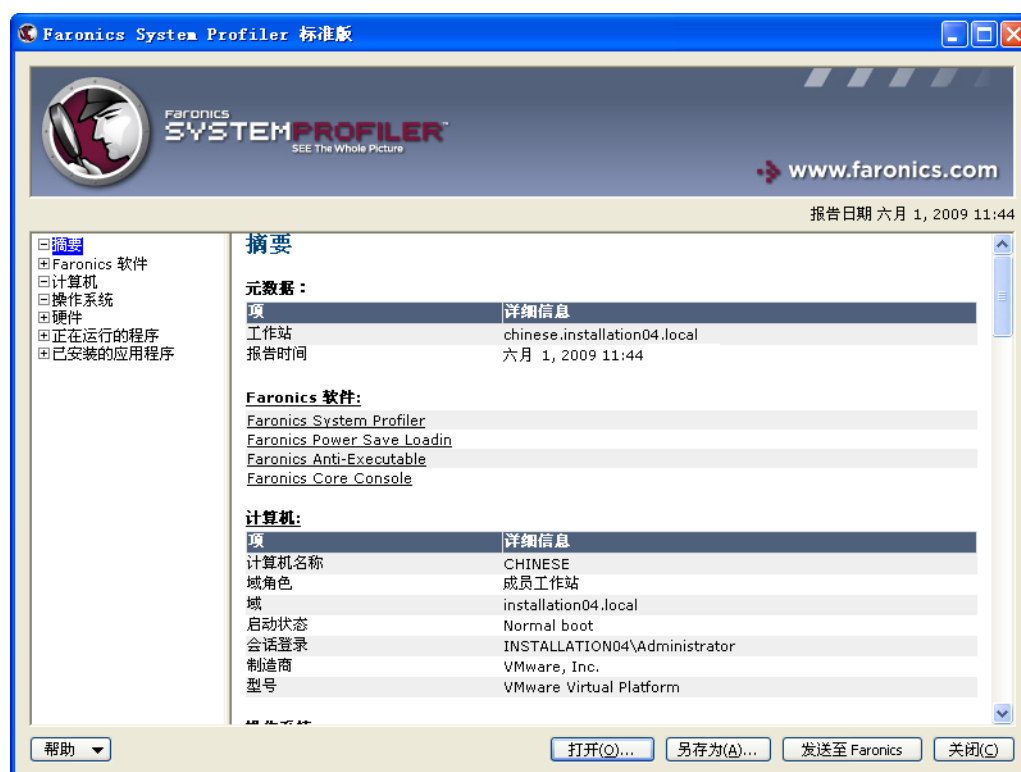 Faronics System Profiler 标准版
Faronics
SYSTEMPROFILER™
SEE The Whole Picture
www.faronics.com
报告日期 六月 1, 2009 11:44
摘要
Faronics 软件
计算机
操作系统
硬件
正在运行的程序
已安装的应用程序
摘要
元数据：
项 详细信息
工作站 chinese.installation04.local
报告时间 六月 1, 2009 11:44
Faronics 软件:
Faronics System Profiler
Faronics Power Save Loadin
Faronics Anti-Executable
Faronics Core Console
计算机:
项 详细信息
计算机名称 CHINESE
域角色 成员工作站
域 installation04.local
启动状态 Normal boot
会话登录 INSTALLATION04\Administrator
制造商 VMware, Inc.
型号 VMware Virtual Platform
帮助
打开(O)... 另存为(A)... 发送至 Faronics 关闭(C)